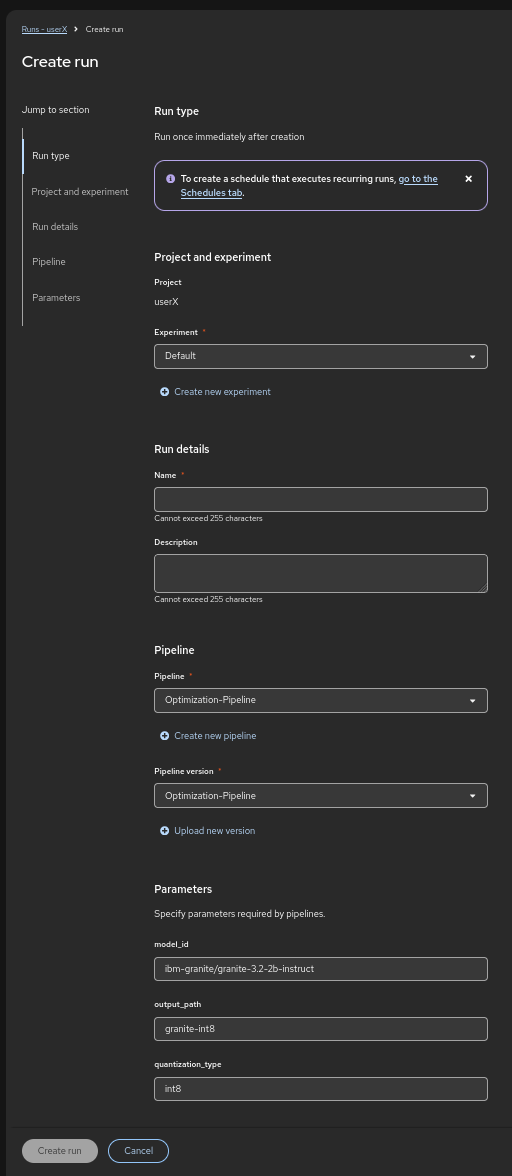 Runs - userX > Create run
Create run
Jump to section
Run type
Project and experiment
Run details
Pipeline
Parameters
Run type
Run once immediately after creation
To create a schedule that executes recurring runs, go to the
Schedules tab.
Project and experiment
Project
userX
Experiment *
Default
Create new experiment
Run details
Name *
Cannot exceed 255 characters
Description
Cannot exceed 255 characters
Pipeline
Pipeline *
Optimization-Pipeline
Create new pipeline
Pipeline version *
Optimization-Pipeline
Upload new version
Parameters
Specify parameters required by pipelines.
model_id
ibm-granite/granite-3.2-2b-instruct
output_path
granite-int8
quantization_type
int8
Create run
Cancel